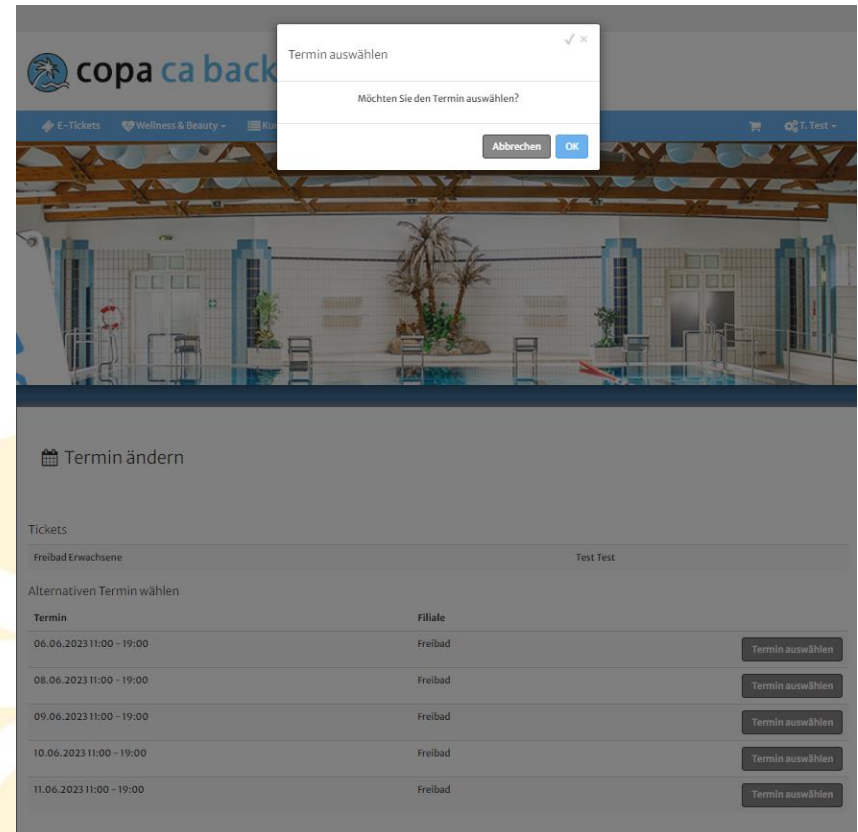 Termin auswählen
Möchten Sie den Termin auswählen?
Abbrechen OK
copa ca back
E-Tickets Wellness & Beauty T. Test
Termin ändern
Tickets
Freibad Erwachsene Test Test
Alternativen Termin wählen
Termin Filiale
06.06.2023 11:00 - 19:00 Freibad Termin auswählen
08.06.2023 11:00 - 19:00 Freibad Termin auswählen
09.06.2023 11:00 - 19:00 Freibad Termin auswählen
10.06.2023 11:00 - 19:00 Freibad Termin auswählen
11.06.2023 11:00 - 19:00 Freibad Termin auswählen